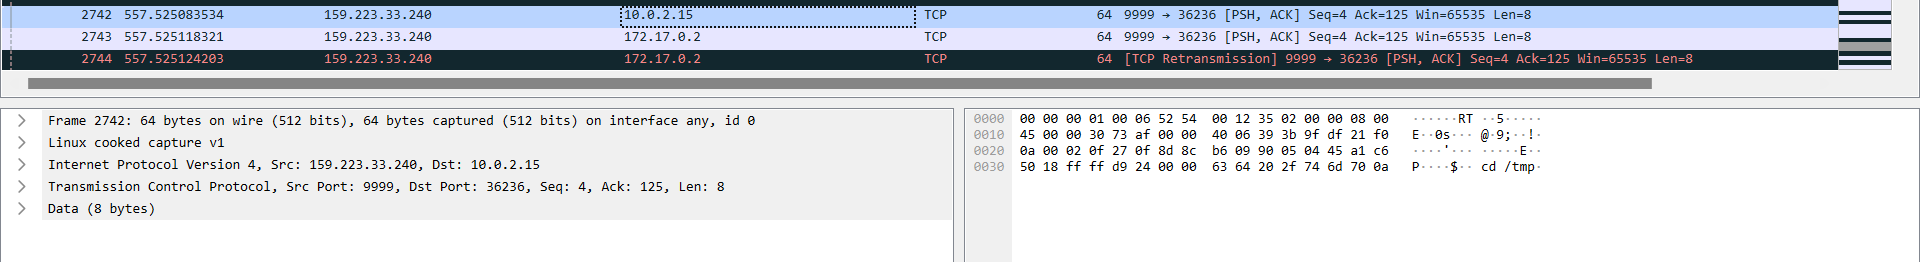 2742 557.525083534 159.223.33.240 10.0.2.15 TCP 64 9999 → 36236 [PSH, ACK] Seq=4 Ack=125 Win=65535 Len=8
2743 557.525118321 159.223.33.240 172.17.0.2 TCP 64 9999 → 36236 [PSH, ACK] Seq=4 Ack=125 Win=65535 Len=8
2744 557.525124203 159.223.33.240 172.17.0.2 TCP 64 [TCP Retransmission] 9999 → 36236 [PSH, ACK] Seq=4 Ack=125 Win=65535 Len=8
Frame 2742: 64 bytes on wire (512 bits), 64 bytes captured (512 bits) on interface any, id 0
Linux cooked capture v1
Internet Protocol Version 4, Src: 159.223.33.240, Dst: 10.0.2.15
Transmission Control Protocol, Src Port: 9999, Dst Port: 36236, Seq: 4, Ack: 125, Len: 8
Data (8 bytes)
0000 00 00 00 01 00 06 52 54 00 12 35 02 00 00 08 00 ······RT ··5·····
0010 45 00 00 30 73 af 00 00 40 06 39 3b 9f df 21 f0 E··0s··· @·9;··!·
0020 0a 00 02 0f 27 0f 8d 8c b6 09 90 05 04 45 a1 c6 ····'··· ·····E··
0030 50 18 ff ff d9 24 00 00 63 64 20 2f 74 6d 70 0a P····$·· cd /tmp·